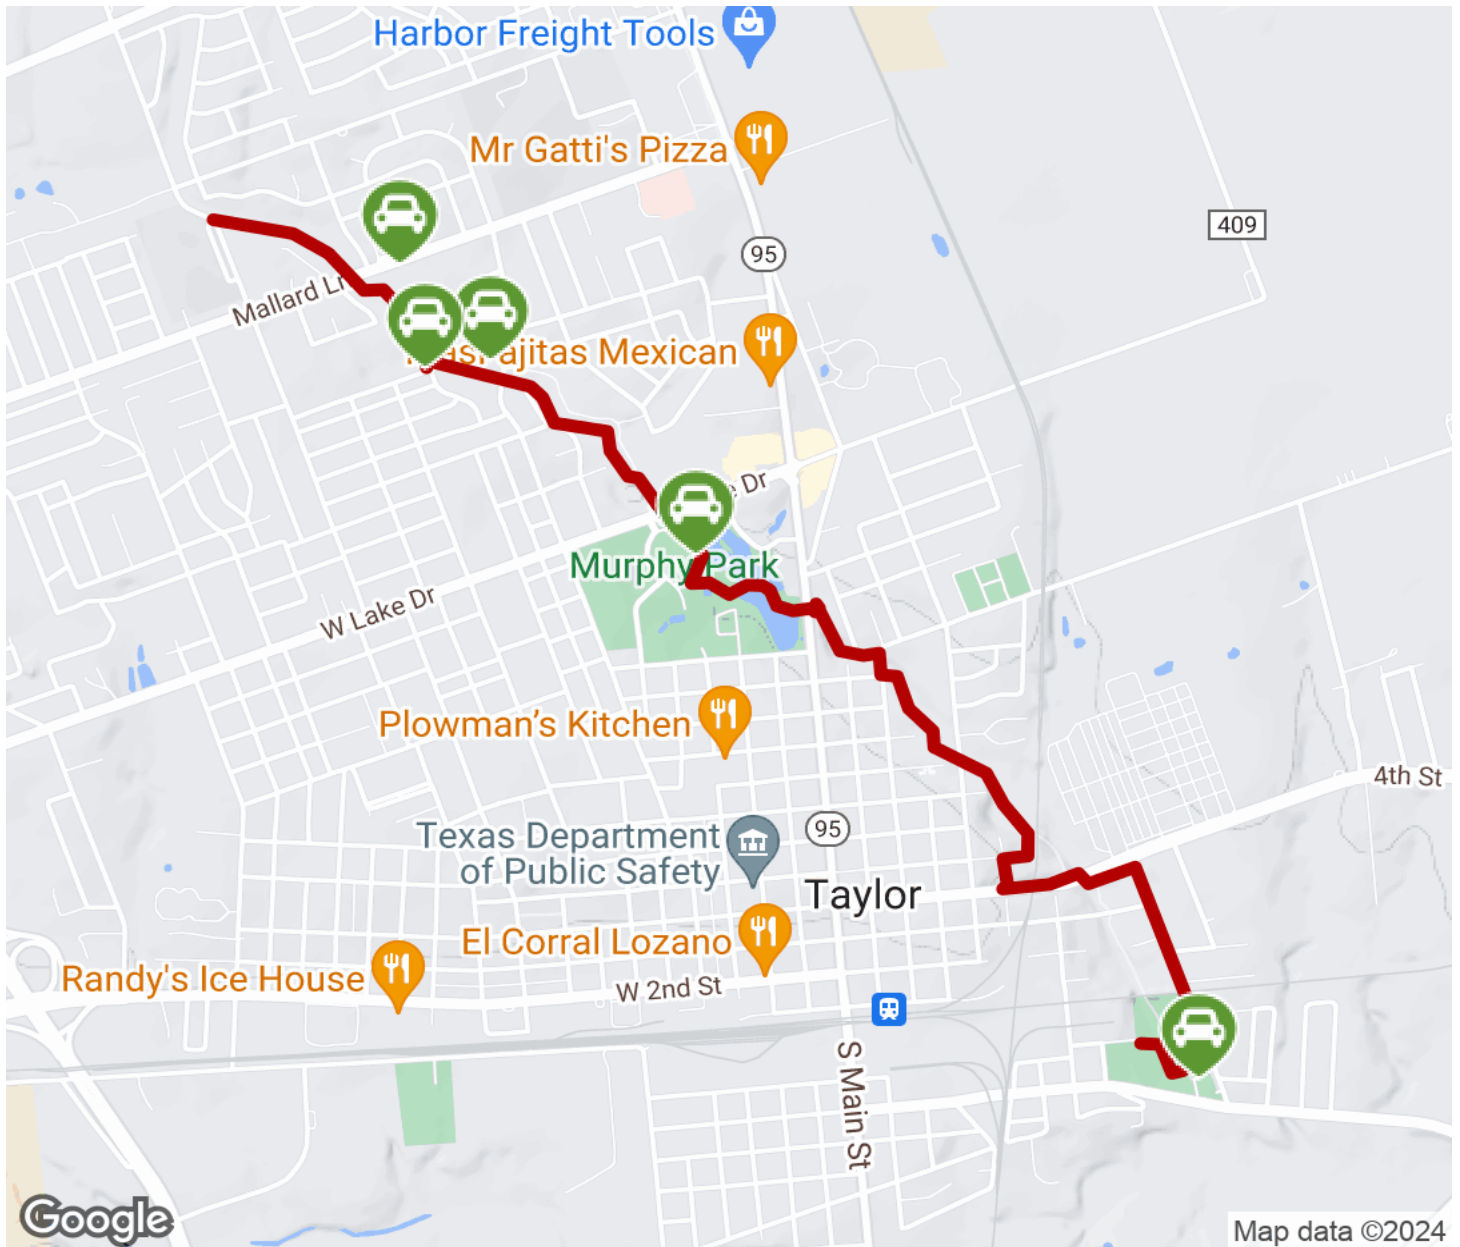 Harbor Freight Tools
Mr Gatti's Pizza
409
95
Mallard Ln
ajitas Mexican
Dr
Murphy Park
W Lake Dr
Plowman's Kitchen
4th St
Texas Department
of Public Safety
95
Taylor
El Corral Lozano
Randy's Ice House
W 2nd St
S Main St
Google
Map data ©2024